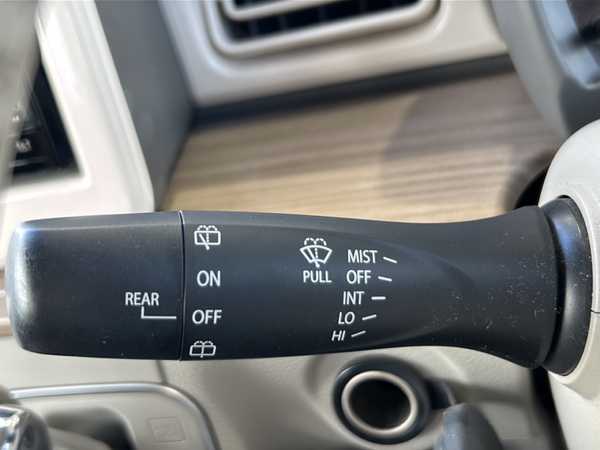 REAR
ON
OFF
PULL
MIST
OFF
INT
LO
HI